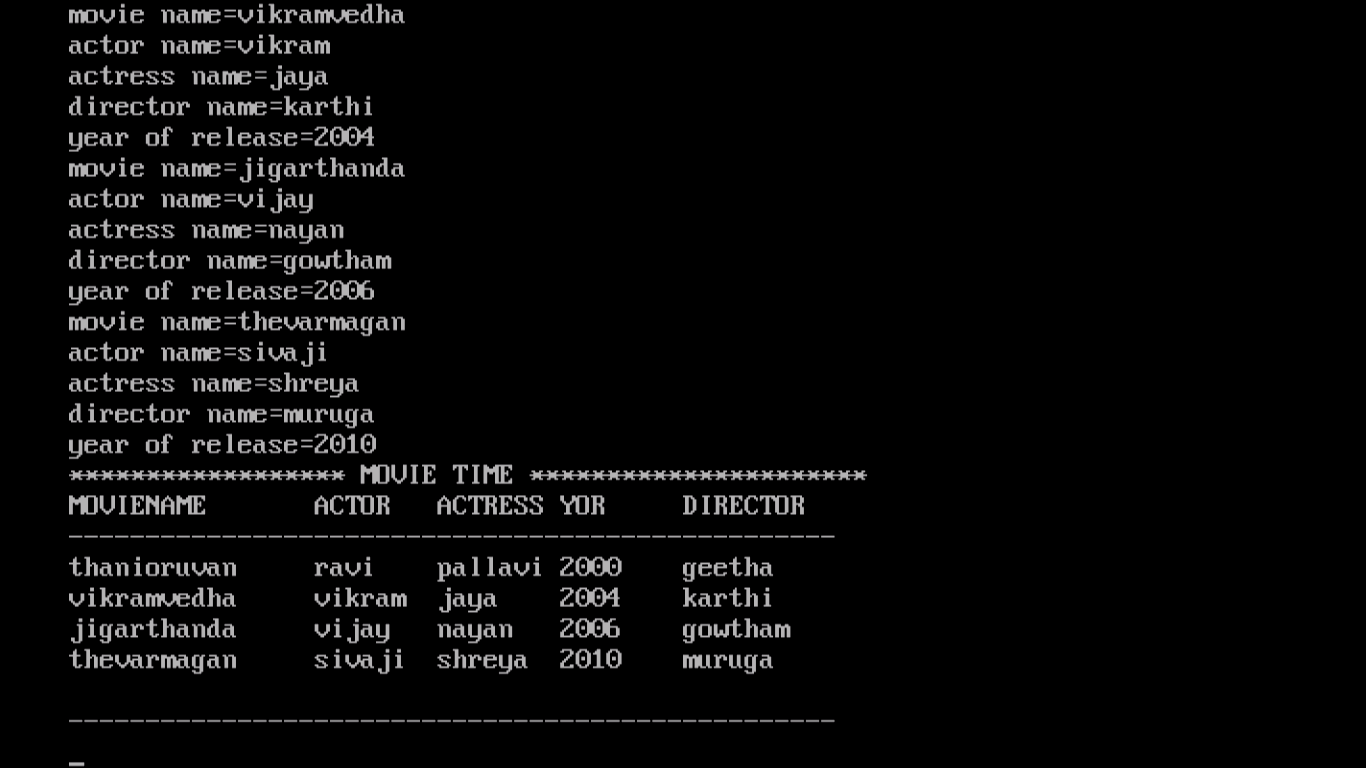 movie name=vikramvedha
actor name=vikram
actress name=jaya
director name=karthi
year of release=2004
movie name=jigarthanda
actor name=vijay
actress name=nayan
director name=gowtham
year of release=2006
movie name=thevarmagan
actor name=sivaji
actress name=shreya
director name=muruga
year of release=2010
****************** MOVIE TIME **********************
MOVIENAME ACTOR ACTRESS YOR DIRECTOR
--------------------------------------------------
thanioruvan ravi pallavi 2000 geetha
vikramvedha vikram jaya 2004 karthi
jigarthanda vijay nayan 2006 gowtham
thevarmagan sivaji shreya 2010 muruga
--------------------------------------------------